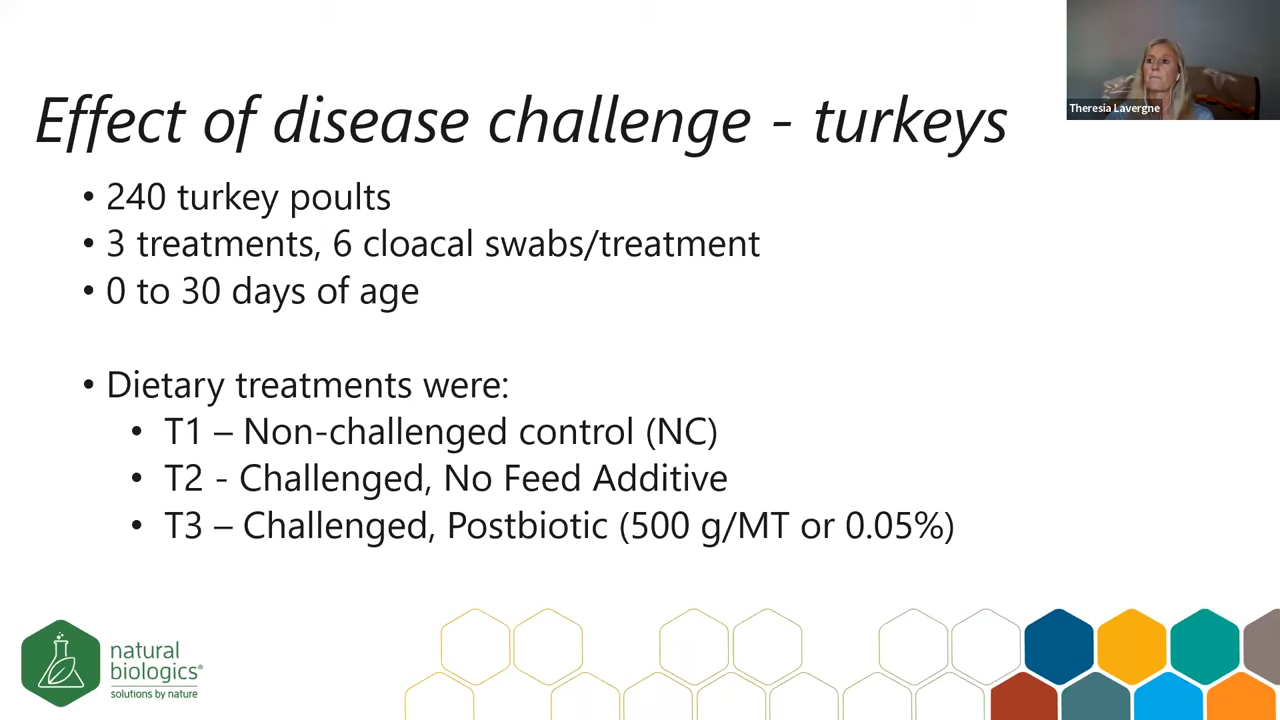 Theresia Lavergne
Effect of disease challenge - turkeys
• 240 turkey poults
• 3 treatments, 6 cloacal swabs/treatment
• 0 to 30 days of age
• Dietary treatments were:
• T1 – Non-challenged control (NC)
• T2 - Challenged, No Feed Additive
• T3 – Challenged, Postbiotic (500 g/MT or 0.05%)
natural
biologics®
solutions by nature